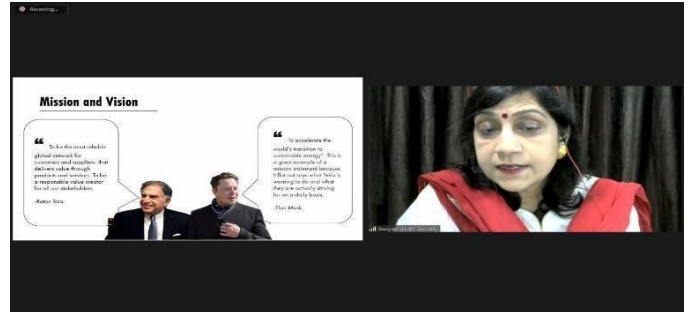 Recording...
Mission and Vision
“
To be the most reliable
global network for
customers and suppliers, that
delivers value through
products and services. To be
a responsible value creator
for all our stakeholders.
-Ratan Tata
“
To accelerate the
world's transition to
sustainable energy". This is
a great example of a
mission statement because
it flat out says what Tesla is
wanting to do and what
they are actually striving
for on a daily basis.
-Elon Musk